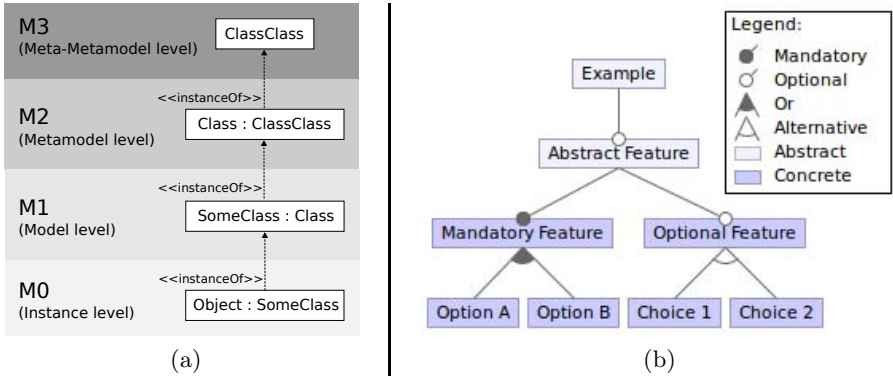 M3
(Meta-Metamodel level)
ClassClass
<<instanceOf>>
M2
(Metamodel level)
Class : ClassClass
<<instanceOf>>
M1
(Model level)
SomeClass : Class
<<instanceOf>>
M0
(Instance level)
Object : SomeClass
(a)
Legend:
Mandatory
Optional
Or
Alternative
Abstract
Concrete
Example
Abstract Feature
Mandatory Feature
Optional Feature
Option A
Option B
Choice 1
Choice 2
(b)